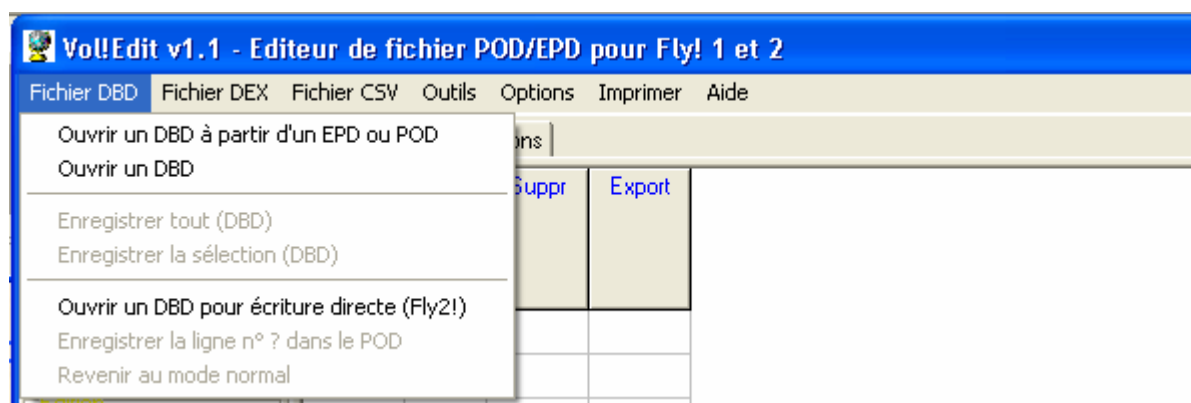 Vol!Edit v1.1 - Editeur de fichier POD/EPD pour Fly! 1 et 2
Fichier DBD Fichier DEX Fichier CSV Outils Options Imprimer Aide
Ouvrir un DBD à partir d'un EPD ou POD
Ouvrir un DBD
Suppr Export
Enregistrer tout (DBD)
Enregistrer la sélection (DBD)
Ouvrir un DBD pour écriture directe (Fly2!)
Enregistrer la ligne n° ? dans le POD
Revenir au mode normal